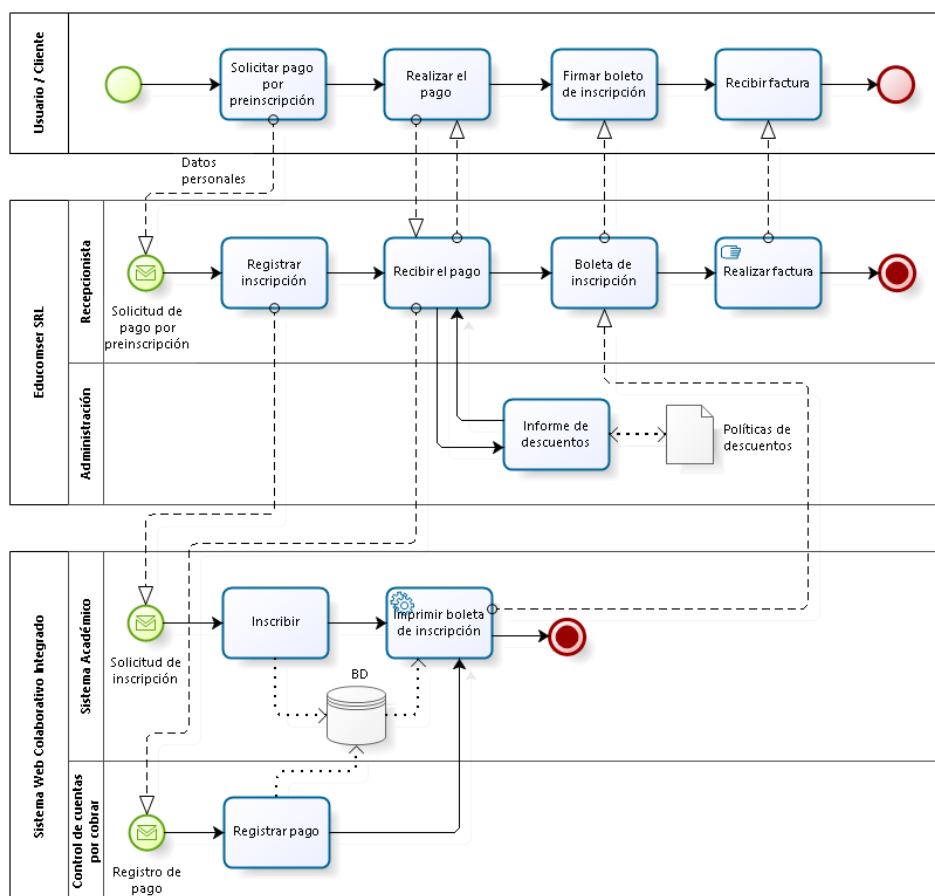 Usuario / Cliente
Solicitar pago
por
preinscripción
Realizar el
pago
Firmar boleto
de inscripción
Recibir factura
Datos
personales
Educomser SRL
Recepcionista
Solicitud de
pago por
preinscripción
Registrar
inscripción
Recibir el pago
Boleta de
inscripción
Realizar factura
Administración
Informe de
descuentos
Políticas de
descuentos
Sistema Web Colaborativo Integrado
Sistema Académico
Solicitud de
inscripción
Inscribir
Imprimir boleta
de inscripción
BD
Control de cuentas
por cobrar
Registro de
pago
Registrar pago